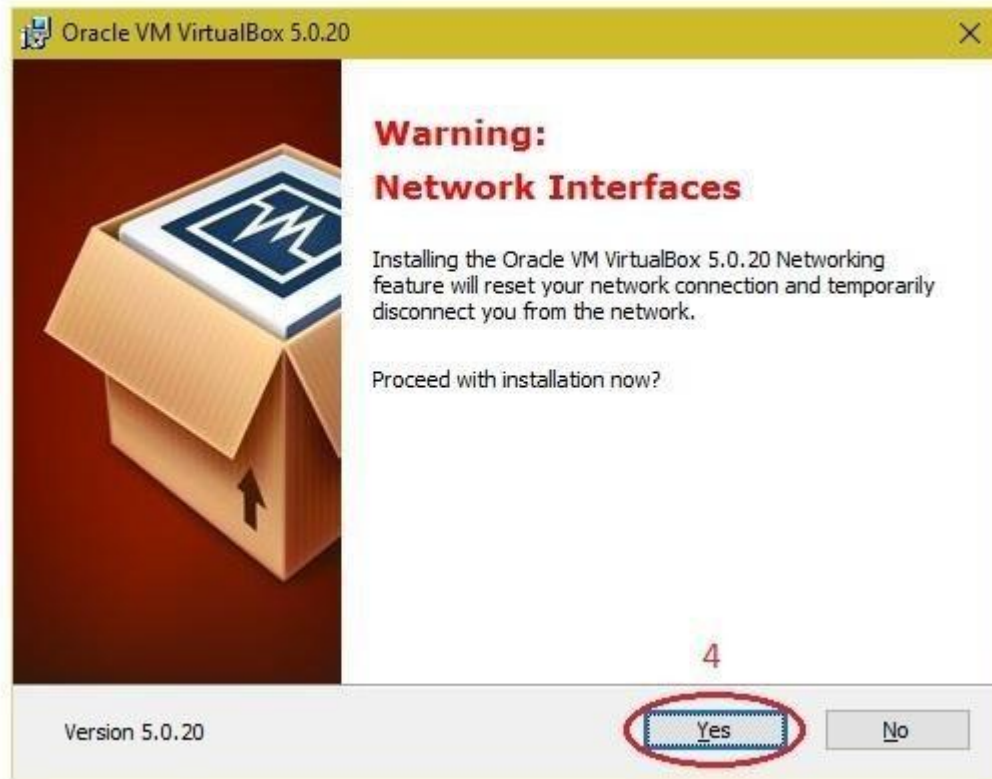 Oracle VM VirtualBox 5.0.20
Warning:
Network Interfaces
Installing the Oracle VM VirtualBox 5.0.20 Networking
feature will reset your network connection and temporarily
disconnect you from the network.
Proceed with installation now?
4
Version 5.0.20
Yes
No